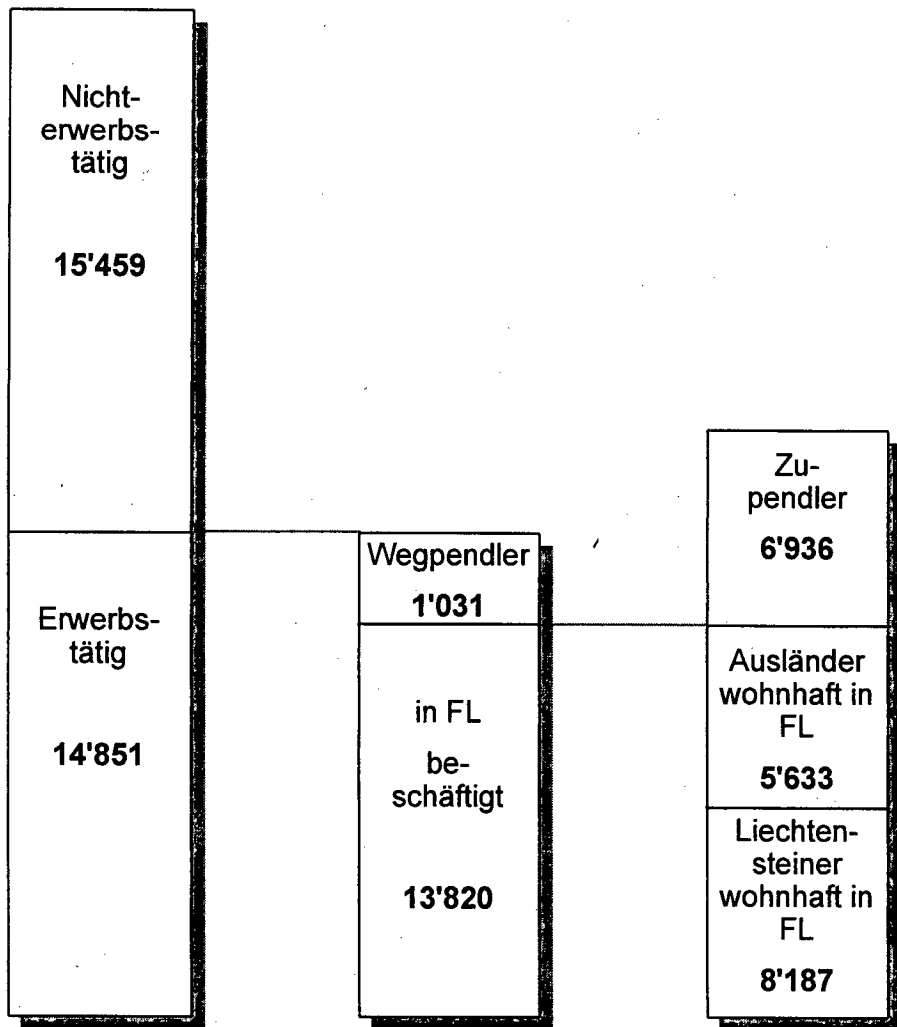 Nicht-
erwerbs-
tätig
15'459
Erwerbs-
tätig
14'851
Wegpendler
1'031
in FL
be-
schäftigt
13'820
Zu-
pendler
6'936
Ausländer
wohnhaft in
FL
5'633
Liechten-
steiner
wohnhaft in
FL
8'187